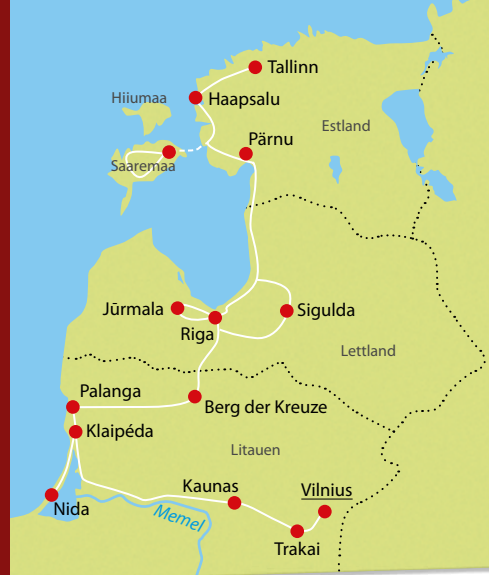 Tallinn
Hiiumaa
Haapsalu
Estland
Pärnu
Saaremaa
Jūrmala
Sigulda
Riga
Lettland
Palanga
Berg der Kreuze
Klaipéda
Litauen
Kaunas
Vilnius
Nida
Memel
Trakai